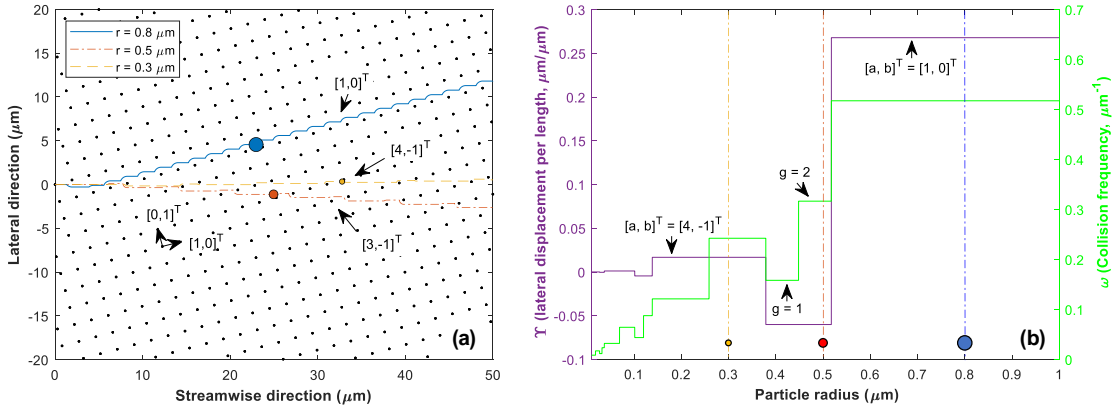 r = 0.8 μm
r = 0.5 μm
r = 0.3 μm
20
15
10
5
0
-5
-10
-15
-20
Lateral direction (μm)
[1,0]ᵀ
[4,-1]ᵀ
[0,1]ᵀ
[1,0]ᵀ
[3,-1]ᵀ
(a)
0
10
20
30
40
50
Streamwise direction (μm)
0.3
0.25
0.2
0.15
0.1
0.05
0
-0.05
-0.1
ϒ (lateral displacement per length, μm/μm)
[a, b]ᵀ = [1, 0]ᵀ
g = 2
[a, b]ᵀ = [4, -1]ᵀ
g = 1
(b)
0.1
0.2
0.3
0.4
0.5
0.6
0.7
0.8
0.9
1
Particle radius (μm)
0.7
0.6
0.5
0.4
0.3
0.2
0.1
0
ω (Collision frequency, μm⁻¹)